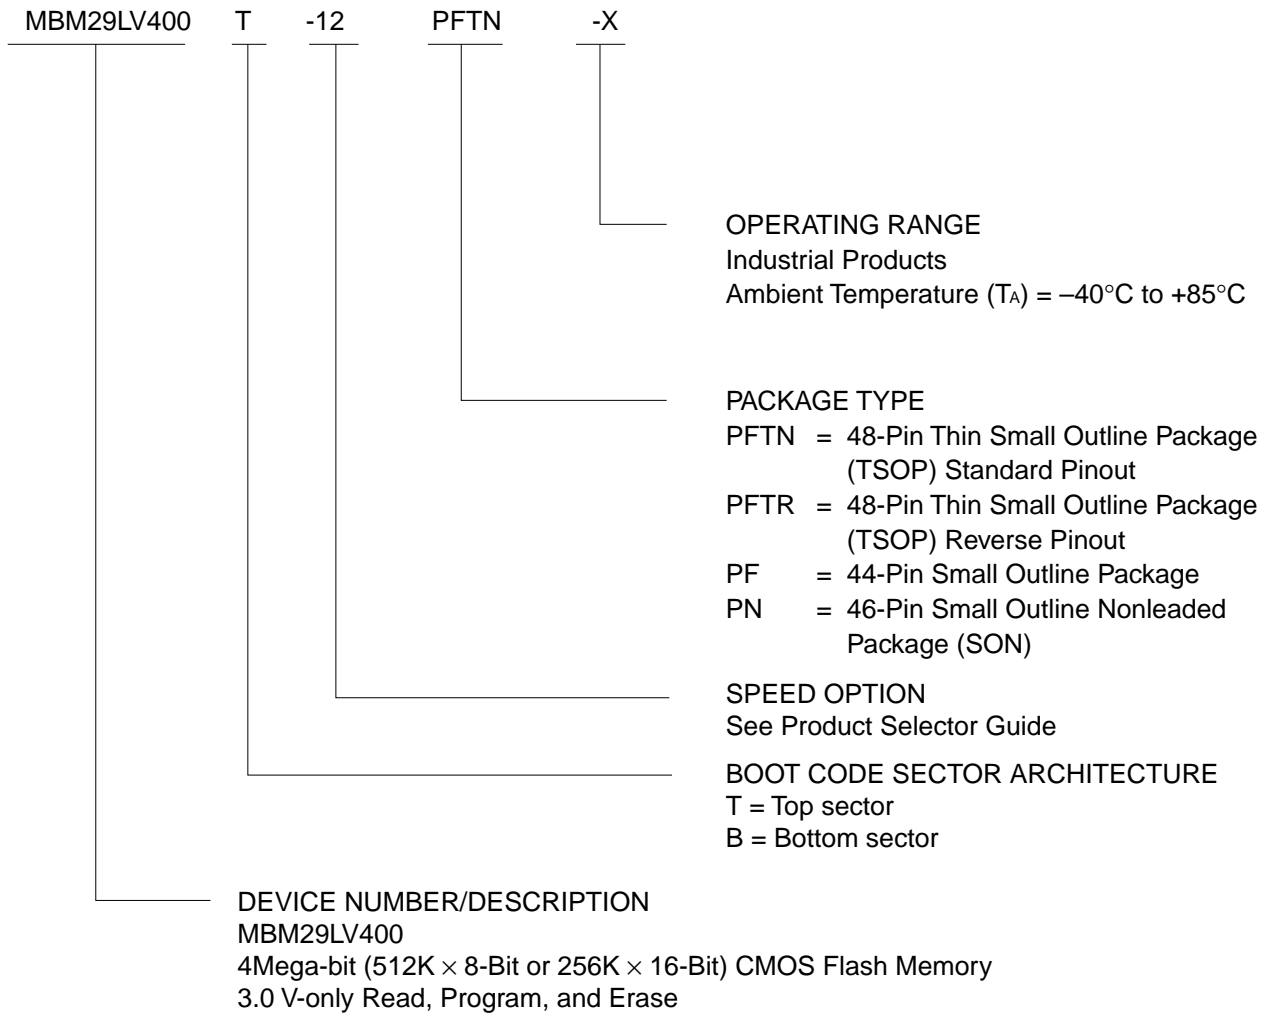 MBM29LV400 T -12 PFTN -X
OPERATING RANGE
Industrial Products
Ambient Temperature (TA) = –40°C to +85°C
PACKAGE TYPE
PFTN = 48-Pin Thin Small Outline Package
(TSOP) Standard Pinout
PFTR = 48-Pin Thin Small Outline Package
(TSOP) Reverse Pinout
PF = 44-Pin Small Outline Package
PN = 46-Pin Small Outline Nonleaded
Package (SON)
SPEED OPTION
See Product Selector Guide
BOOT CODE SECTOR ARCHITECTURE
T = Top sector
B = Bottom sector
DEVICE NUMBER/DESCRIPTION
MBM29LV400
4Mega-bit (512K × 8-Bit or 256K × 16-Bit) CMOS Flash Memory
3.0 V-only Read, Program, and Erase